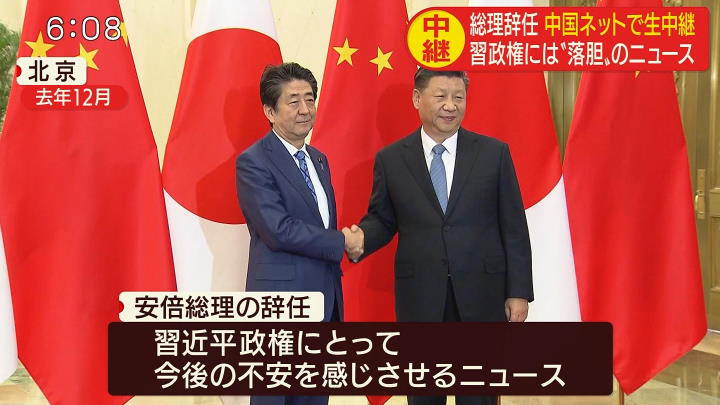 6:08
北京
去年12月
中継
総理辞任 中国ネットで生中継
習政権には〝落胆〟のニュース
安倍総理の辞任
習近平政権にとって
今後の不安を感じさせるニュース